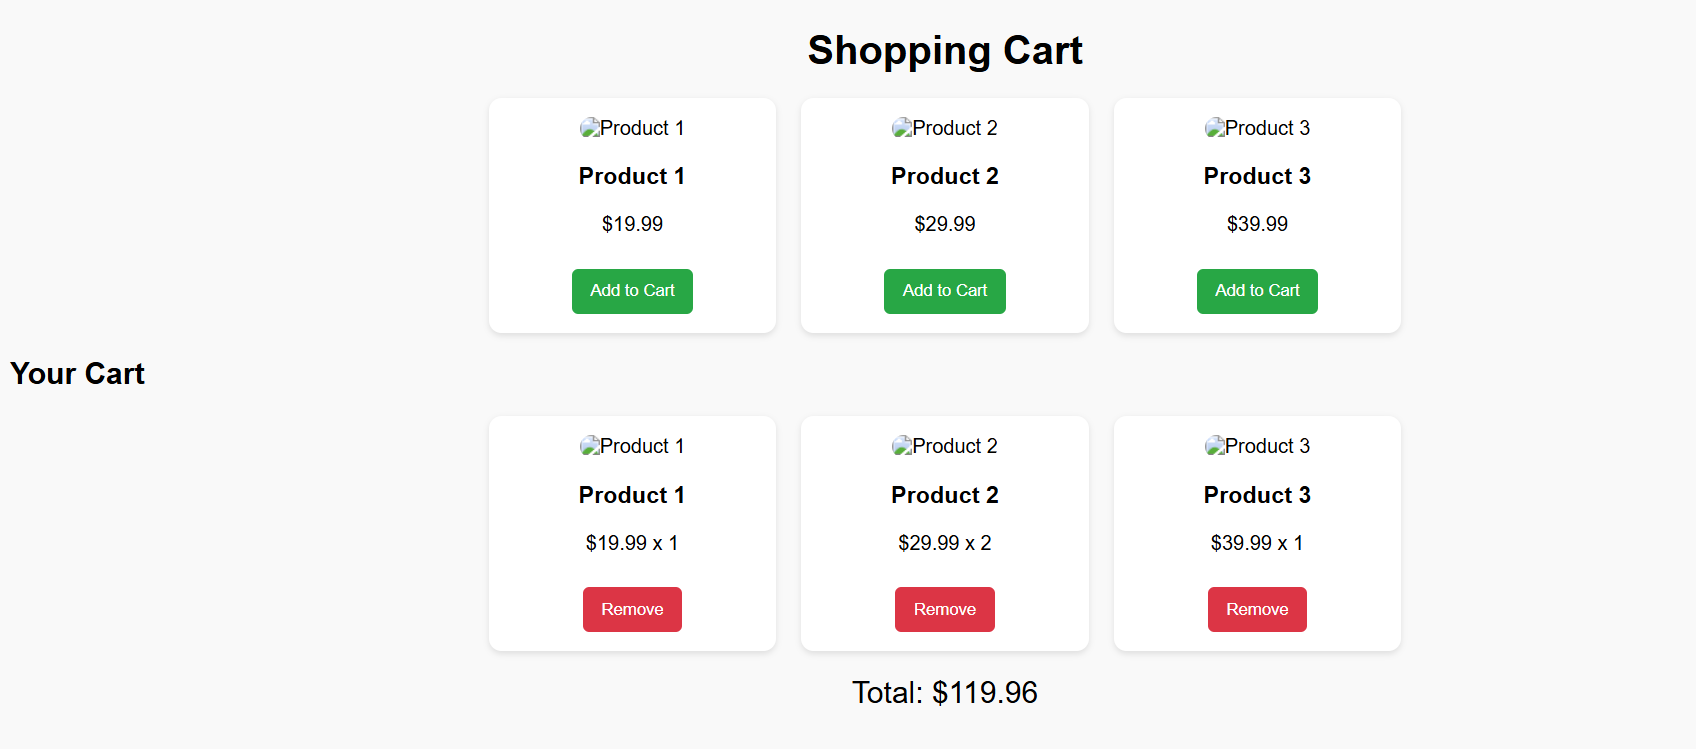 Shopping Cart
Product 1 Product 2 Product 3
Product 1 Product 2 Product 3
$19.99 $29.99 $39.99
Add to Cart Add to Cart Add to Cart
Your Cart
Product 1 Product 2 Product 3
Product 1 Product 2 Product 3
$19.99 x 1 $29.99 x 2 $39.99 x 1
Remove Remove Remove
Total: $119.96